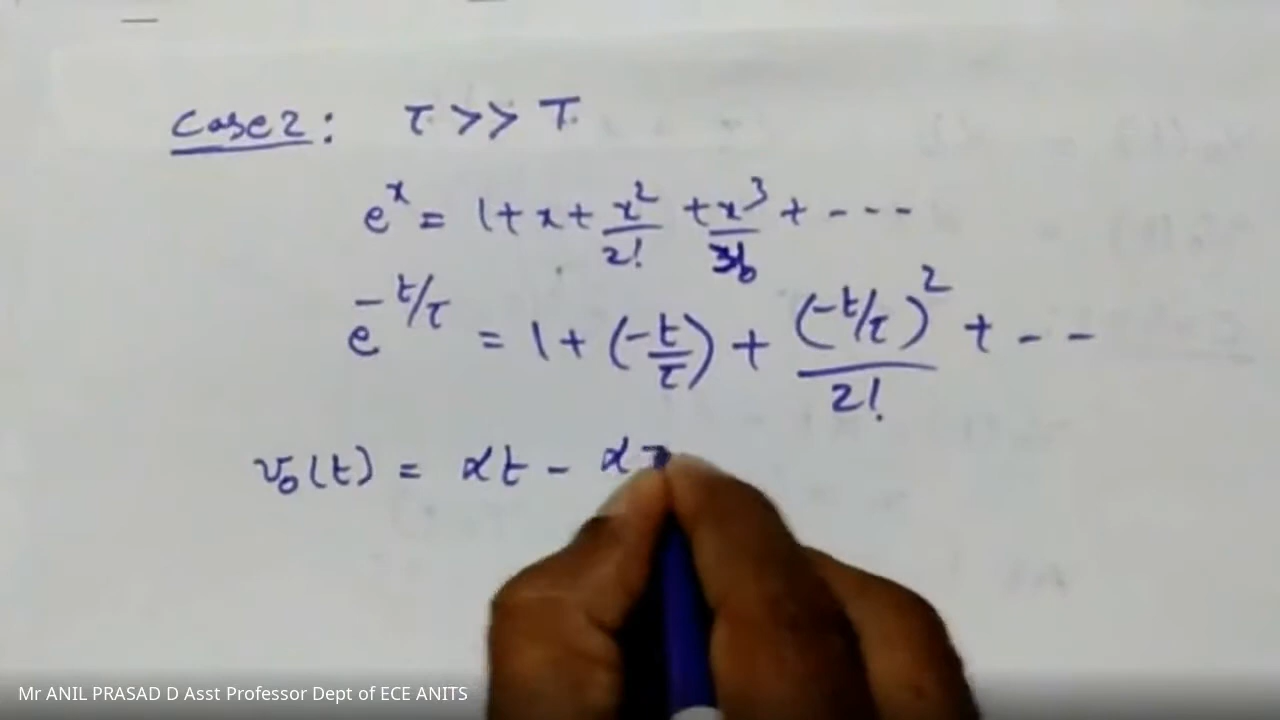 Case 2: τ >> T.
e^x = 1 + x + x^2/2! + x^3/3! + ---
e^(-t/τ) = 1 + (-t/τ) + (-t/τ)^2/2! + --
v₀(t) = αt - ατ
Mr ANIL PRASAD D Asst Professor Dept of ECE ANITS